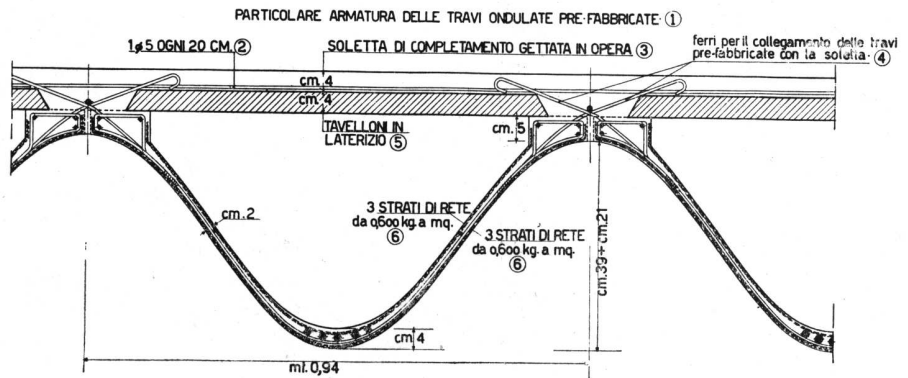 PARTICOLARE ARMATURA DELLE TRAVI ONDULATE PRE-FABBRICATE ①
1ø5 OGNI 20 CM. ②
SOLETTA DI COMPLETAMENTO GETTATA IN OPERA ③
ferri per il collegamento delle travi
pre-fabbricate con la soletta ④
cm. 4
cm. 4
TAVELLONI IN
LATERIZIO ⑤
cm. 5
cm. 2
3 STRATI DI RETE
da 0,600 kg. a mq.
⑥
3 STRATI DI RETE
da 0,600 kg. a mq.
⑥
cm.39÷cm.21
cm 4
ml. 0,94